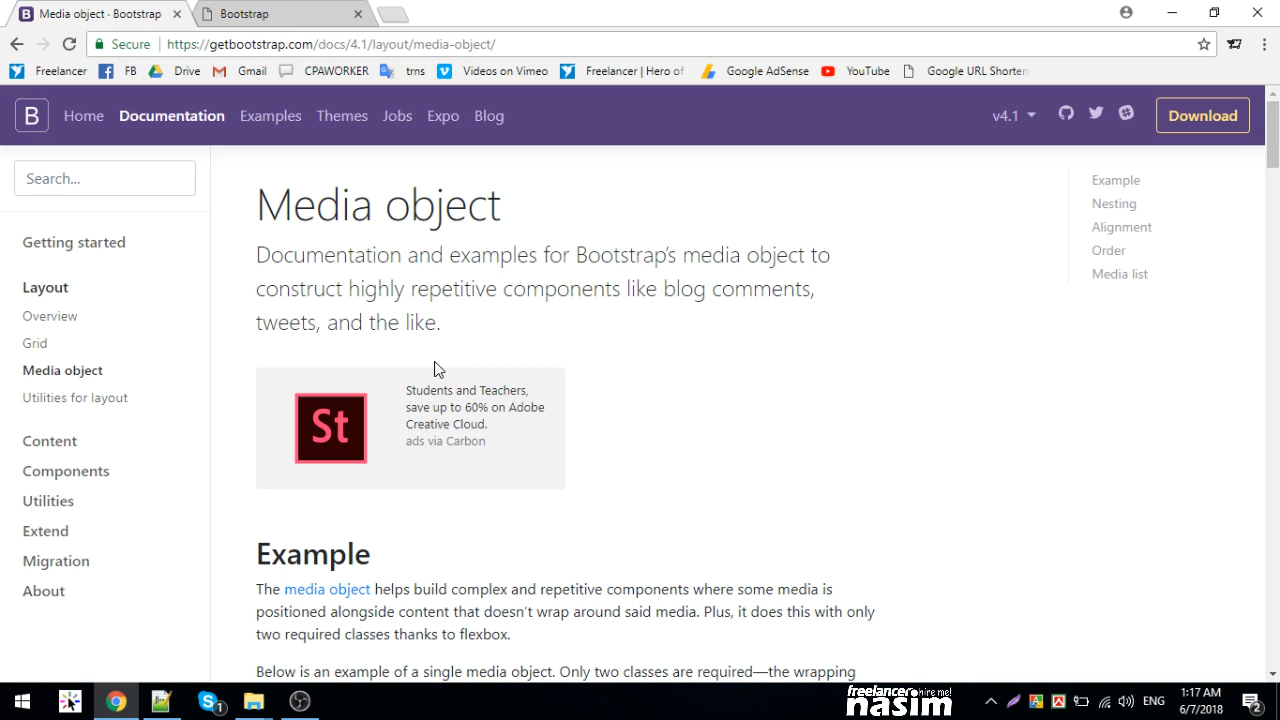 Media object · Bootstrap
Bootstrap
Secure
https://getbootstrap.com/docs/4.1/layout/media-object/
Freelancer
FB
Drive
Gmail
CPAWORKER
trns
Videos on Vimeo
Freelancer | Hero of
Google AdSense
YouTube
Google URL Shorten
B
Home
Documentation
Examples
Themes
Jobs
Expo
Blog
v4.1
Download
Search...
Getting started
Layout
Overview
Grid
Media object
Utilities for layout
Content
Components
Utilities
Extend
Migration
About
Media object
Documentation and examples for Bootstrap’s media object to
construct highly repetitive components like blog comments,
tweets, and the like.
St
Students and Teachers,
save up to 60% on Adobe
Creative Cloud.
ads via Carbon
Example
The media object helps build complex and repetitive components where some media is
positioned alongside content that doesn’t wrap around said media. Plus, it does this with only
two required classes thanks to flexbox.
Below is an example of a single media object. Only two classes are required—the wrapping
Example
Nesting
Alignment
Order
Media list
freelancer hire me!
nasim
ENG
1:17 AM
6/7/2018
1
2